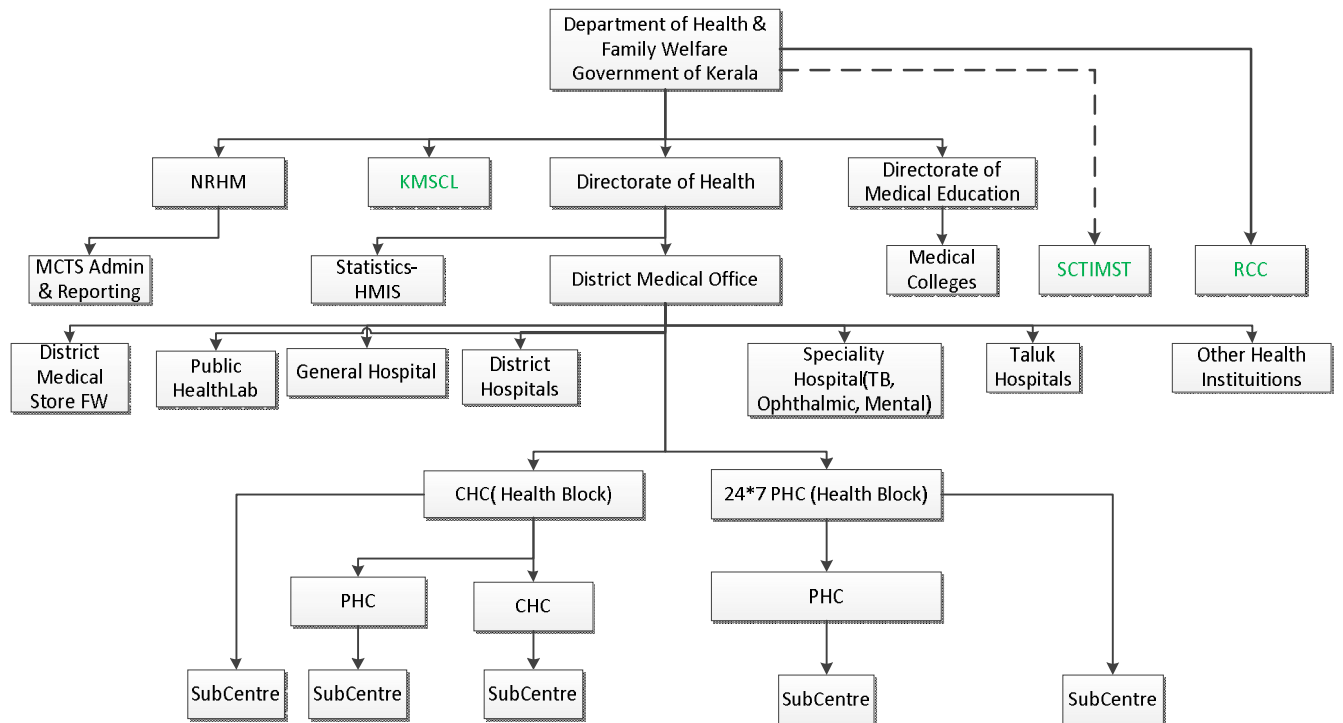 Department of Health &
Family Welfare
Government of Kerala
NRHM
KMSCL
Directorate of Health
Directorate of
Medical Education
MCTS Admin
& Reporting
Statistics-
HMIS
District Medical Office
Medical
Colleges
SCTIMST
RCC
District
Medical
Store FW
Public
HealthLab
General Hospital
District
Hospitals
Speciality
Hospital(TB,
Ophthalmic, Mental)
Taluk
Hospitals
Other Health
Instituitions
CHC( Health Block)
24*7 PHC (Health Block)
PHC
CHC
PHC
SubCentre
SubCentre
SubCentre
SubCentre
SubCentre